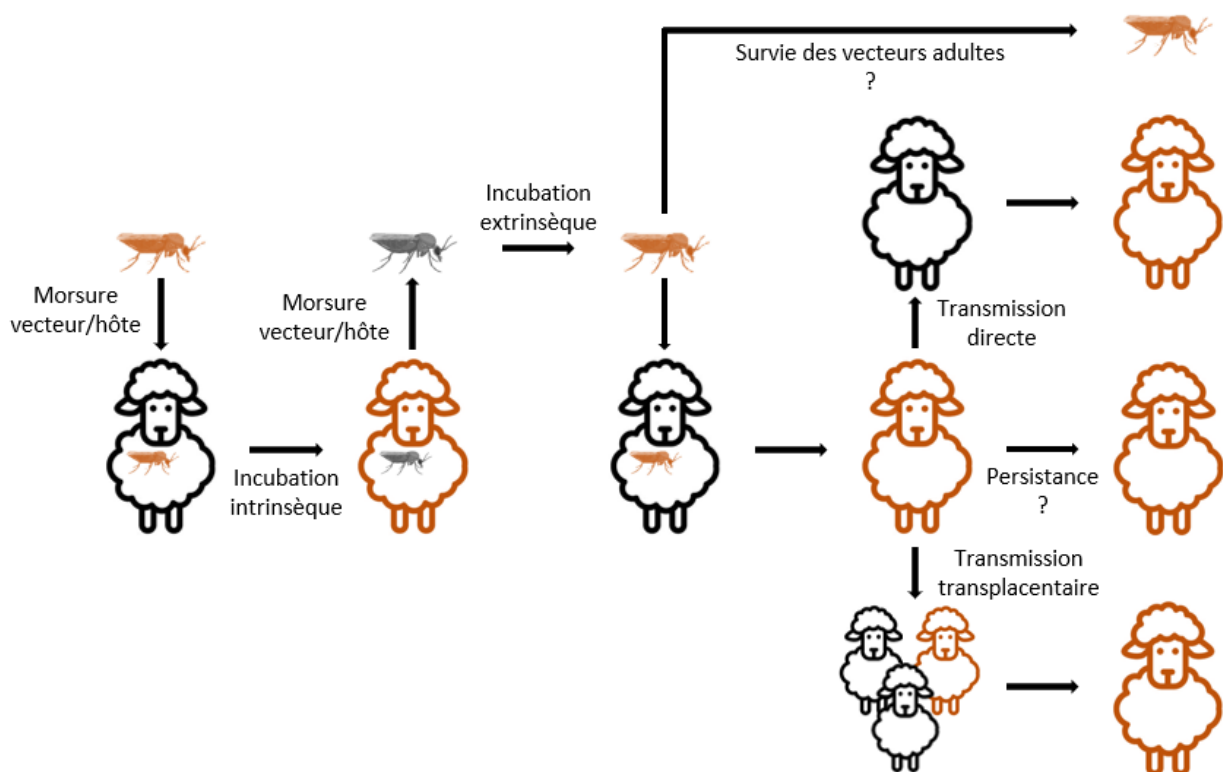 Survie des vecteurs adultes
?
Incubation
extrinsèque
Morsure
vecteur/hôte
Morsure
vecteur/hôte
Transmission
directe
Incubation
intrinsèque
Persistance
?
Transmission
transplacentaire